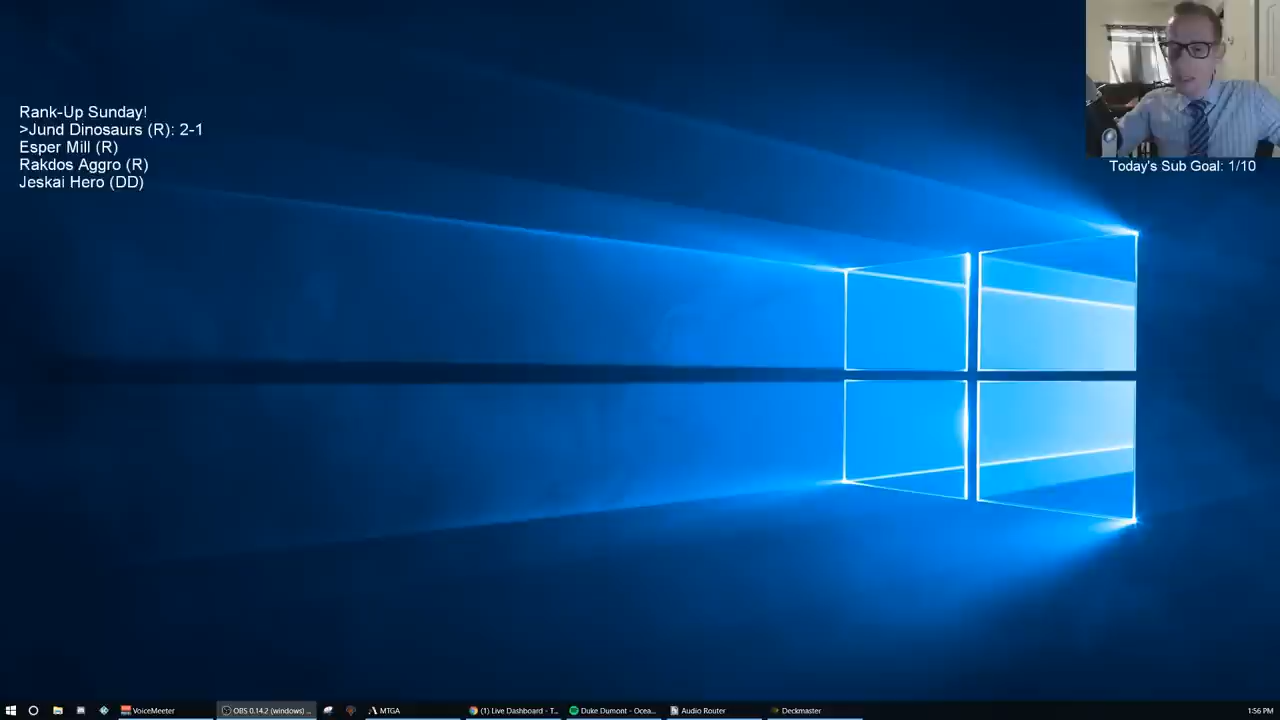 Rank-Up Sunday!
>Jund Dinosaurs (R): 2-1
Esper Mill (R)
Rakdos Aggro (R)
Jeskai Hero (DD)
Today's Sub Goal: 1/10
VoiceMeeter
OBS 0.14.2 (windows) ...
MTGA
(1) Live Dashboard - T...
Duke Dumont - Ocea...
Audio Router
Deckmaster
1:56 PM